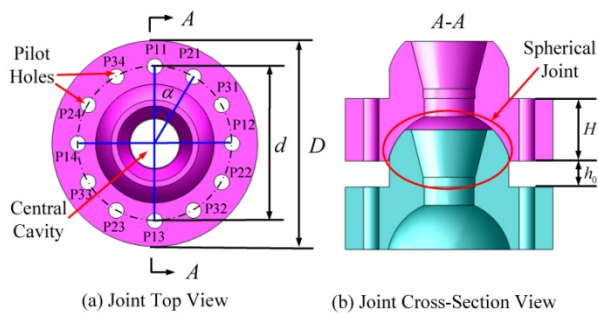 A
A-A
Pilot
Holes
P34
P11
P21
P31
P24
α
P12
P14
d
D
P22
P33
P32
P23
P13
Central
Cavity
A
Spherical
Joint
H
h₀
(a) Joint Top View
(b) Joint Cross-Section View